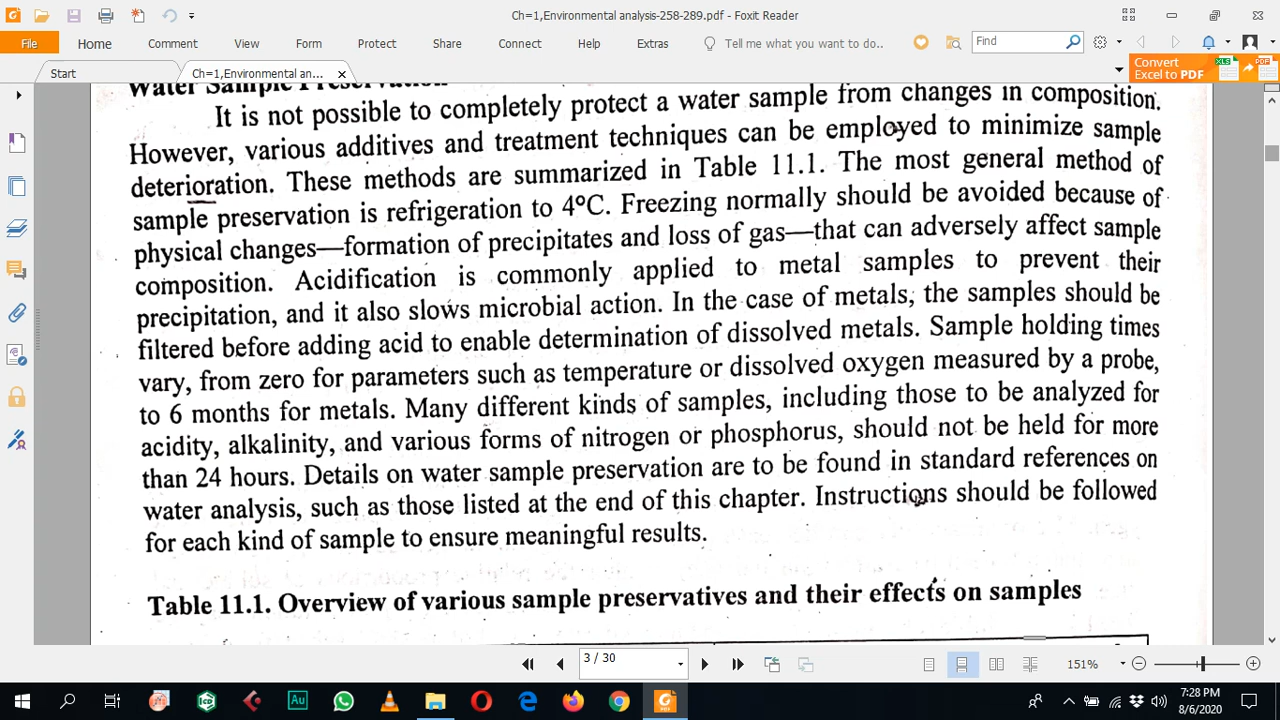 Ch=1,Environmental analysis-258-289.pdf - Foxit Reader
File Home Comment View Form Protect Share Connect Help Extras Tell me what you want to do.. Find
Start Ch=1,Environmental an...
Convert
Excel to PDF
Water Sample Preservation
It is not possible to completely protect a water sample from changes in composition.
However, various additives and treatment techniques can be employed to minimize sample
deterioration. These methods are summarized in Table 11.1. The most general method of
sample preservation is refrigeration to 4°C. Freezing normally should be avoided because of
physical changes—formation of precipitates and loss of gas—that can adversely affect sample
composition. Acidification is commonly applied to metal samples to prevent their
precipitation, and it also slows microbial action. In the case of metals, the samples should be
filtered before adding acid to enable determination of dissolved metals. Sample holding times
vary, from zero for parameters such as temperature or dissolved oxygen measured by a probe,
to 6 months for metals. Many different kinds of samples, including those to be analyzed for
acidity, alkalinity, and various forms of nitrogen or phosphorus, should not be held for more
than 24 hours. Details on water sample preservation are to be found in standard references on
water analysis, such as those listed at the end of this chapter. Instructions should be followed
for each kind of sample to ensure meaningful results.
Table 11.1. Overview of various sample preservatives and their effects on samples
3 / 30
151%
7:28 PM
8/6/2020